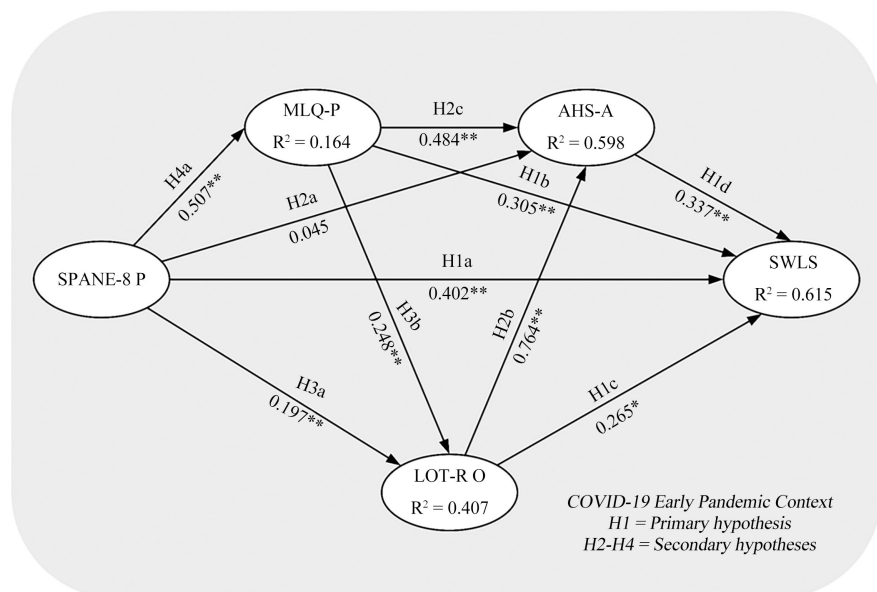 MLQ-P
R² = 0.164
H2c
0.484**
AHS-A
R² = 0.598
H4a
0.507**
H2a
0.045
H1b
0.305**
H1d
0.337**
SPANE-8 P
H1a
0.402**
SWLS
R² = 0.615
H3b
0.248**
H2b
0.764**
H3a
0.197**
H1c
0.265*
LOT-R O
R² = 0.407
COVID-19 Early Pandemic Context
H1 = Primary hypothesis
H2-H4 = Secondary hypotheses